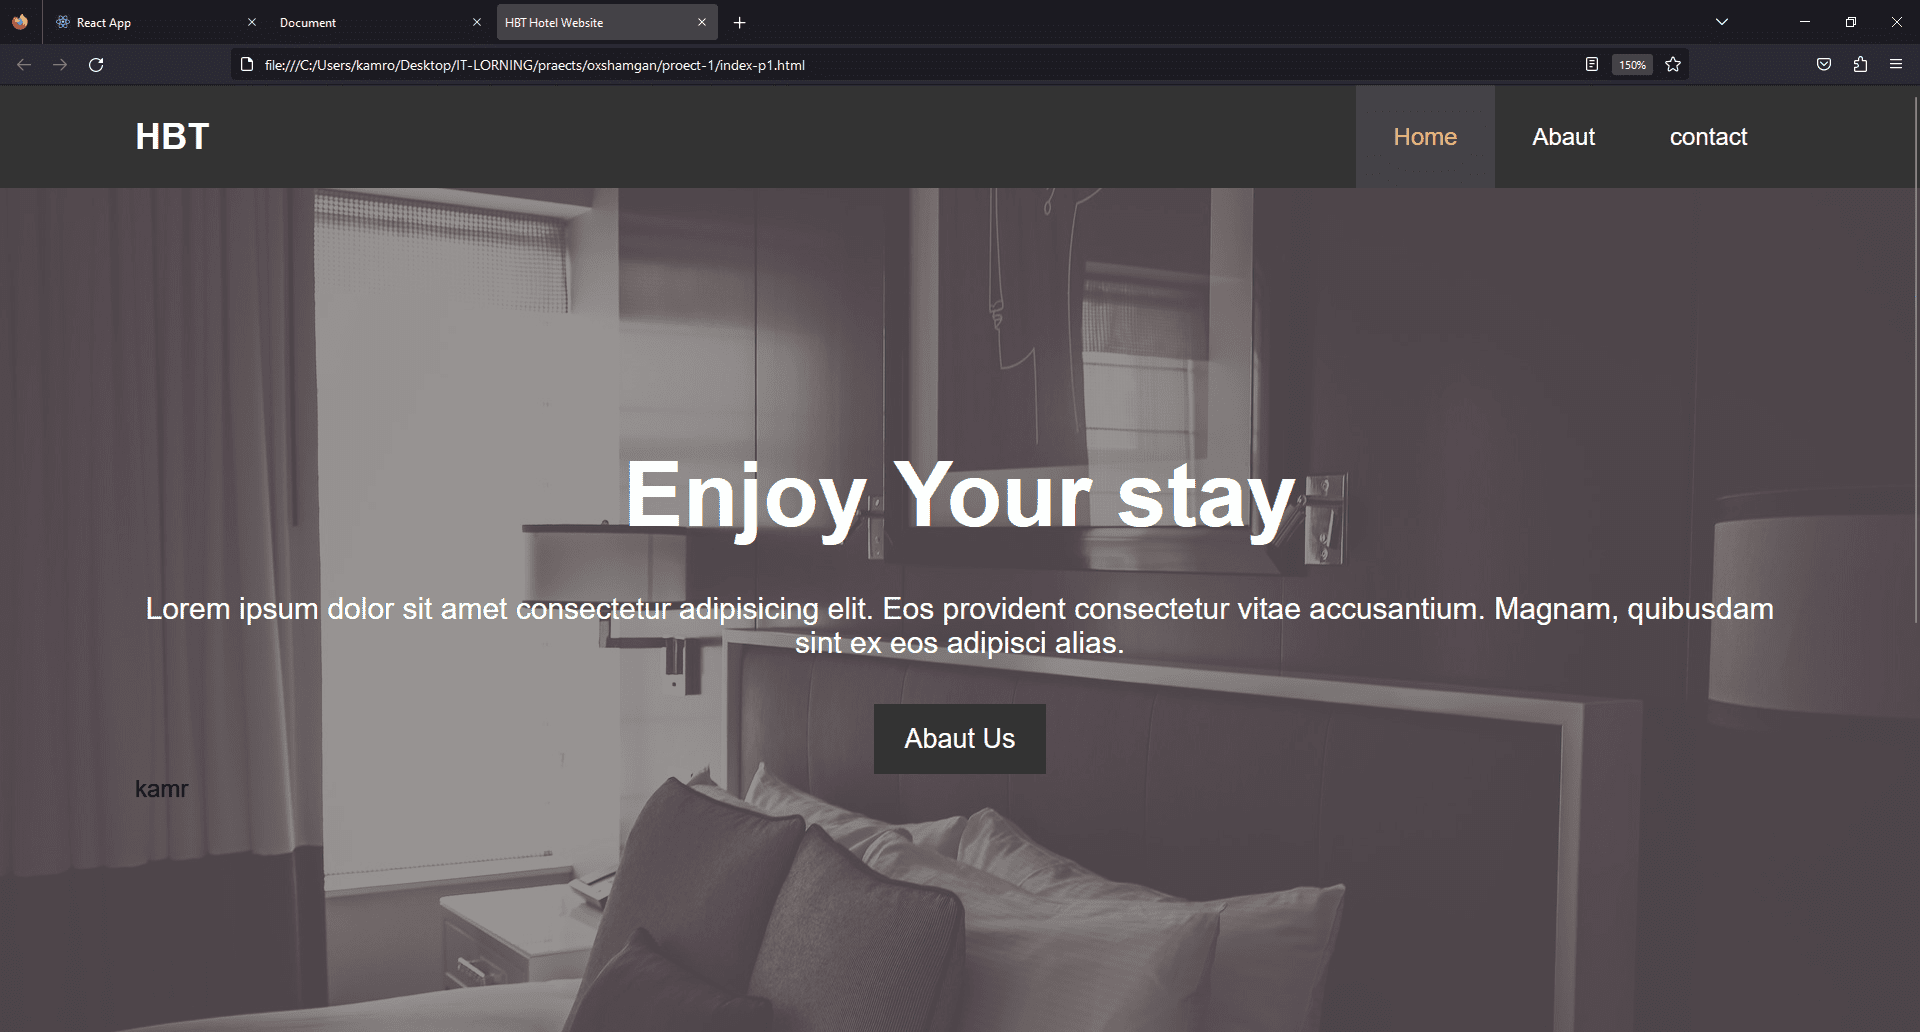 React App
Document
HBT Hotel Website
file:///C:/Users/kamro/Desktop/IT-LORNING/praects/oxshamgan/proect-1/index-p1.html
150%
HBT
Home
Abaut
contact
Enjoy Your stay
Lorem ipsum dolor sit amet consectetur adipisicing elit. Eos provident consectetur vitae accusantium. Magnam, quibusdam
sint ex eos adipisci alias.
Abaut Us
kamr